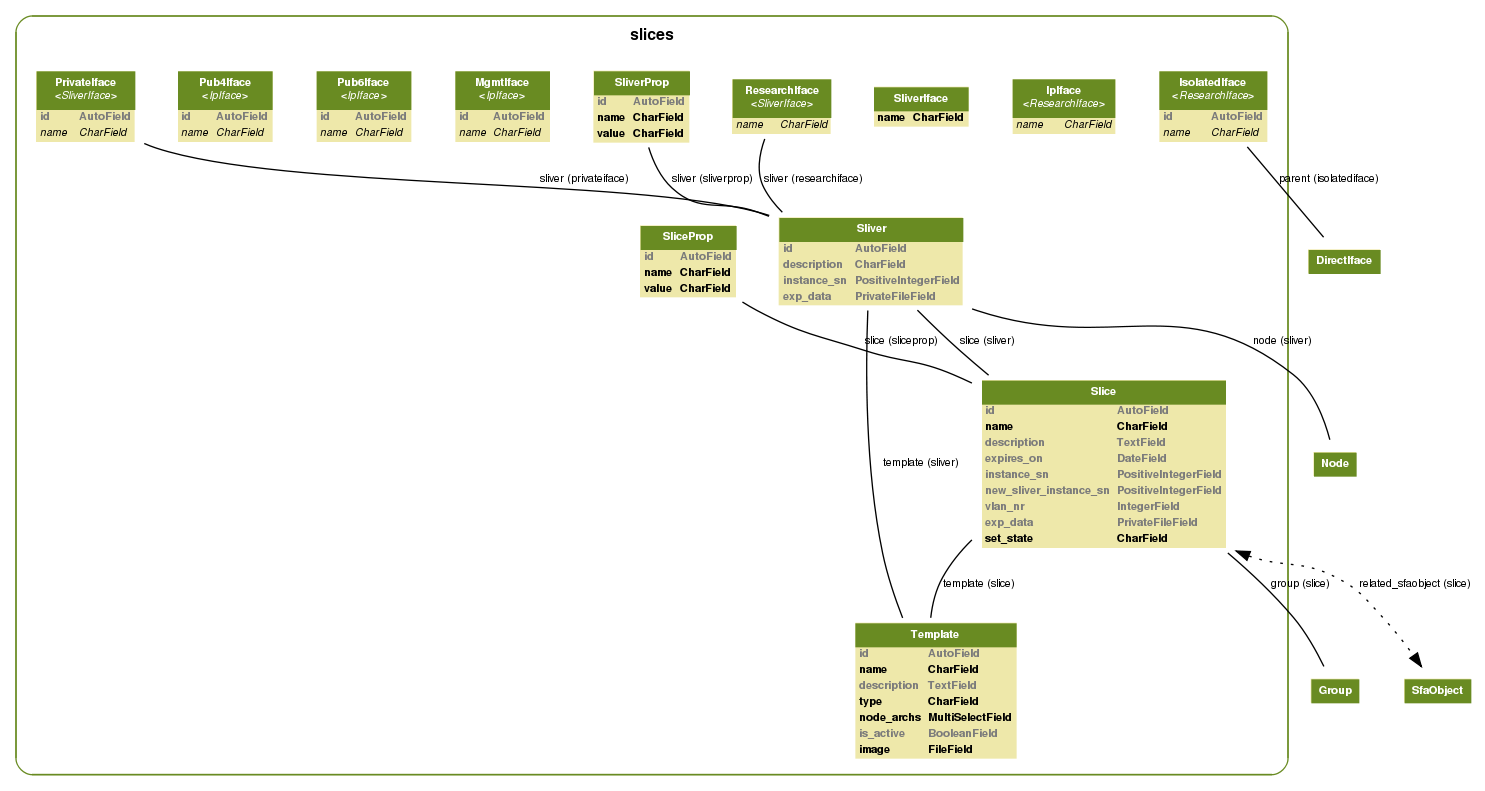 slices
PrivateIface
<SliverIface>
id AutoField
name CharField
Pub4Iface
<IpIface>
id AutoField
name CharField
Pub6Iface
<IpIface>
id AutoField
name CharField
MgmtIface
<IpIface>
id AutoField
name CharField
SliverProp
id AutoField
name CharField
value CharField
ResearchIface
<SliverIface>
name CharField
SliverIface
name CharField
IpIface
<ResearchIface>
name CharField
IsolatedIface
<ResearchIface>
id AutoField
name CharField
sliver (privateiface)
sliver (sliverprop)
sliver (researchiface)
parent (isolatediface)
SliceProp
id AutoField
name CharField
value CharField
Sliver
id AutoField
description CharField
instance_sn PositiveIntegerField
exp_data PrivateFileField
DirectIface
slice (sliceprop)
slice (sliver)
node (sliver)
Slice
id AutoField
name CharField
description TextField
expires_on DateField
instance_sn PositiveIntegerField
new_sliver_instance_sn PositiveIntegerField
vlan_nr IntegerField
exp_data PrivateFileField
set_state CharField
template (sliver)
Node
template (slice)
group (slice)
related_sfaobject (slice)
Template
id AutoField
name CharField
description TextField
type CharField
node_archs MultiSelectField
is_active BooleanField
image FileField
Group
SfaObject